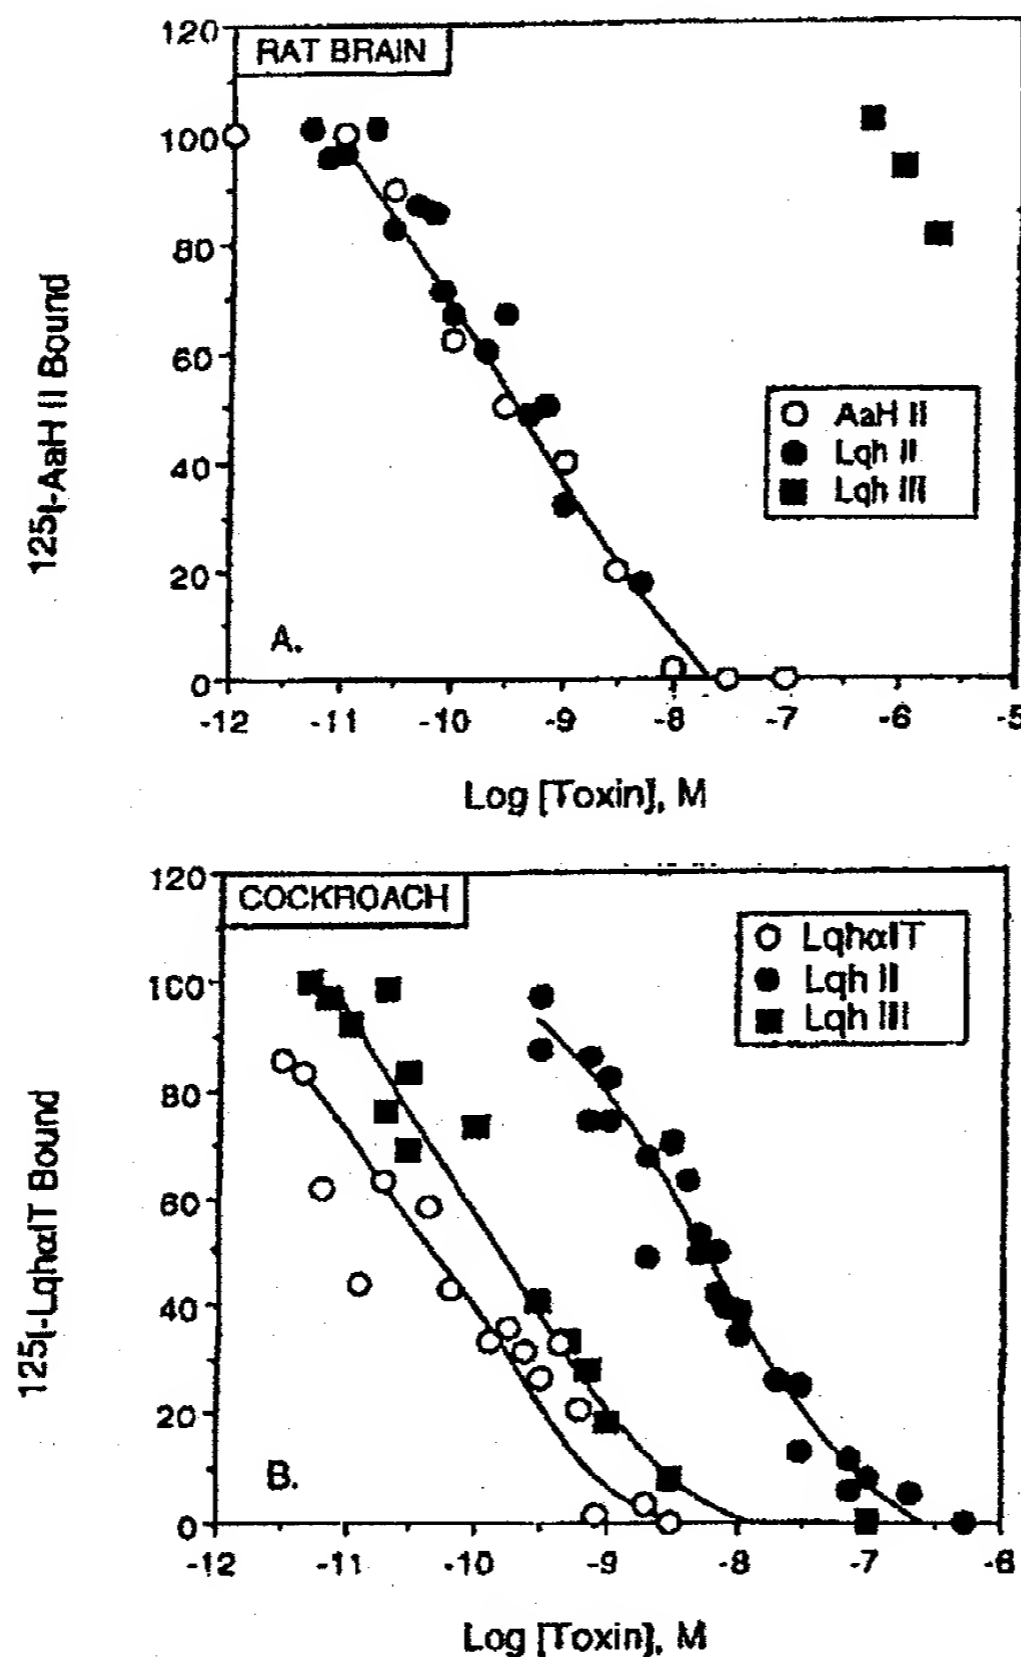 RAT BRAIN
120
100
80
60
40
20
0
125I-AaH II Bound
AaH II
Lqh II
Lqh III
A.
-12 -11 -10 -9 -8 -7 -6 -5
Log [Toxin], M
COCKROACH
120
100
80
60
40
20
0
125I-LqhαIT Bound
LqhαIT
Lqh II
Lqh III
B.
-12 -11 -10 -9 -8 -7 -6
Log [Toxin], M